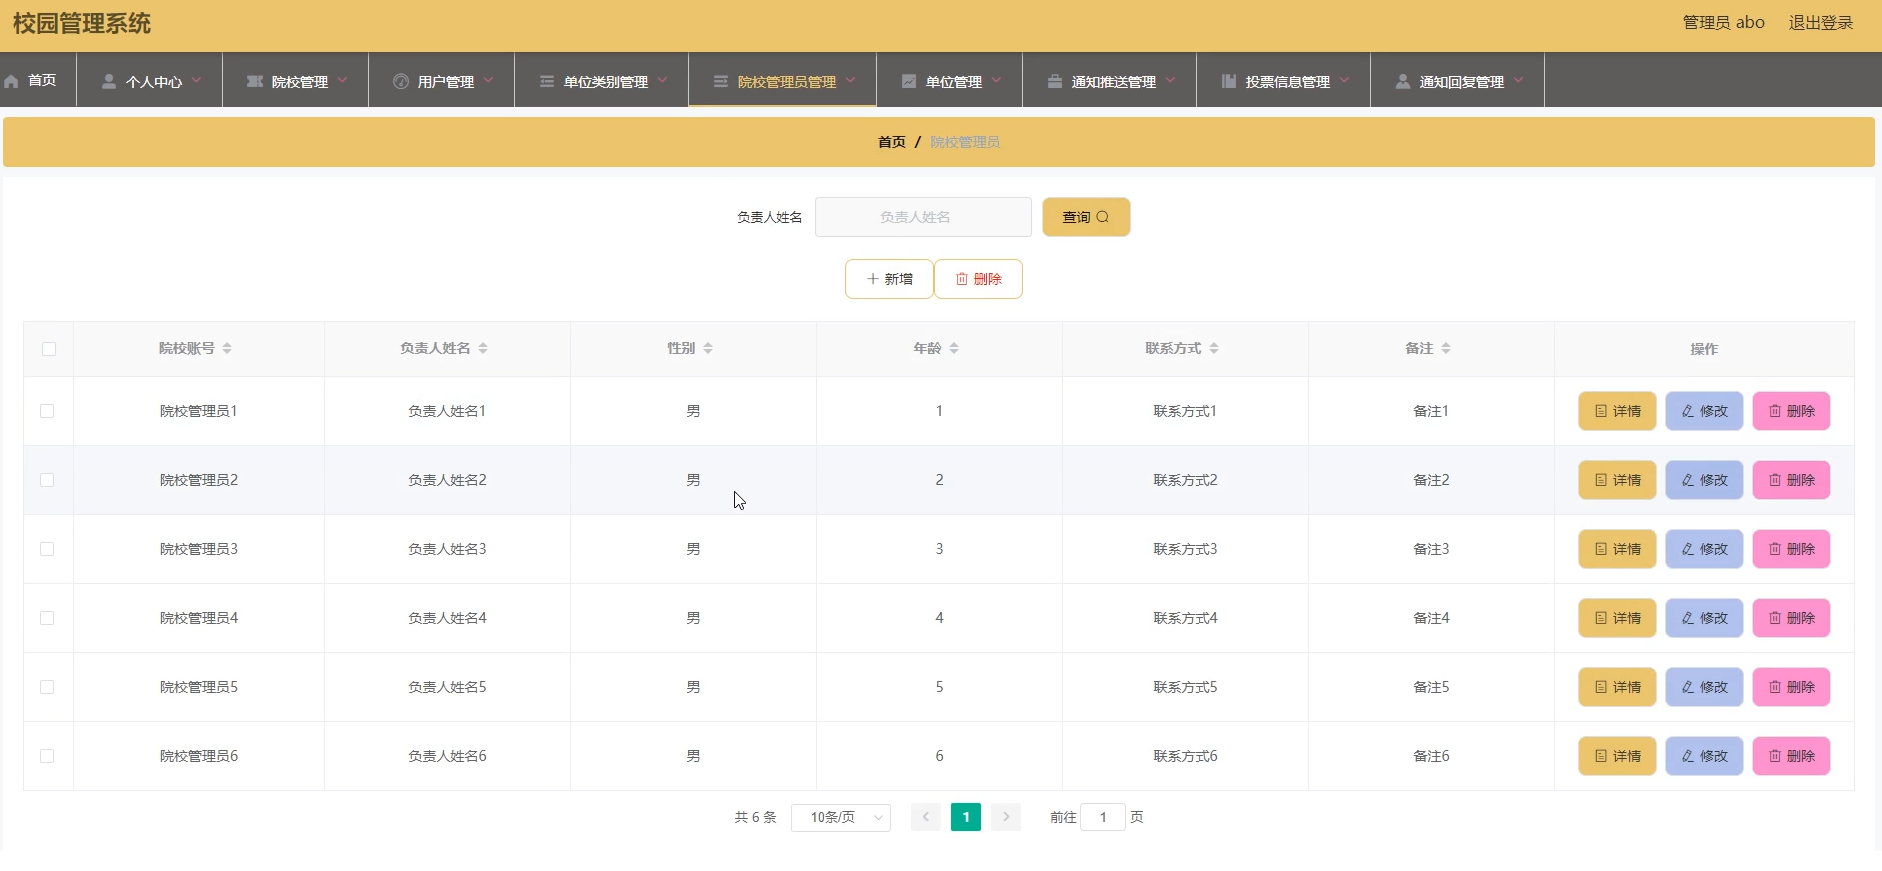 校园管理系统
管理员 abo 退出登录
首页 个人中心 院校管理 用户管理 单位类别管理 院校管理员管理 单位管理 通知推送管理 投票信息管理 通知回复管理
首页 / 院校管理员
负责人姓名 负责人姓名 查询
新增 删除
院校账号 负责人姓名 性别 年龄 联系方式 备注 操作
院校管理员1 负责人姓名1 男 1 联系方式1 备注1 详情 修改 删除
院校管理员2 负责人姓名2 男 2 联系方式2 备注2 详情 修改 删除
院校管理员3 负责人姓名3 男 3 联系方式3 备注3 详情 修改 删除
院校管理员4 负责人姓名4 男 4 联系方式4 备注4 详情 修改 删除
院校管理员5 负责人姓名5 男 5 联系方式5 备注5 详情 修改 删除
院校管理员6 负责人姓名6 男 6 联系方式6 备注6 详情 修改 删除
共 6 条 10条/页 1 前往 1 页